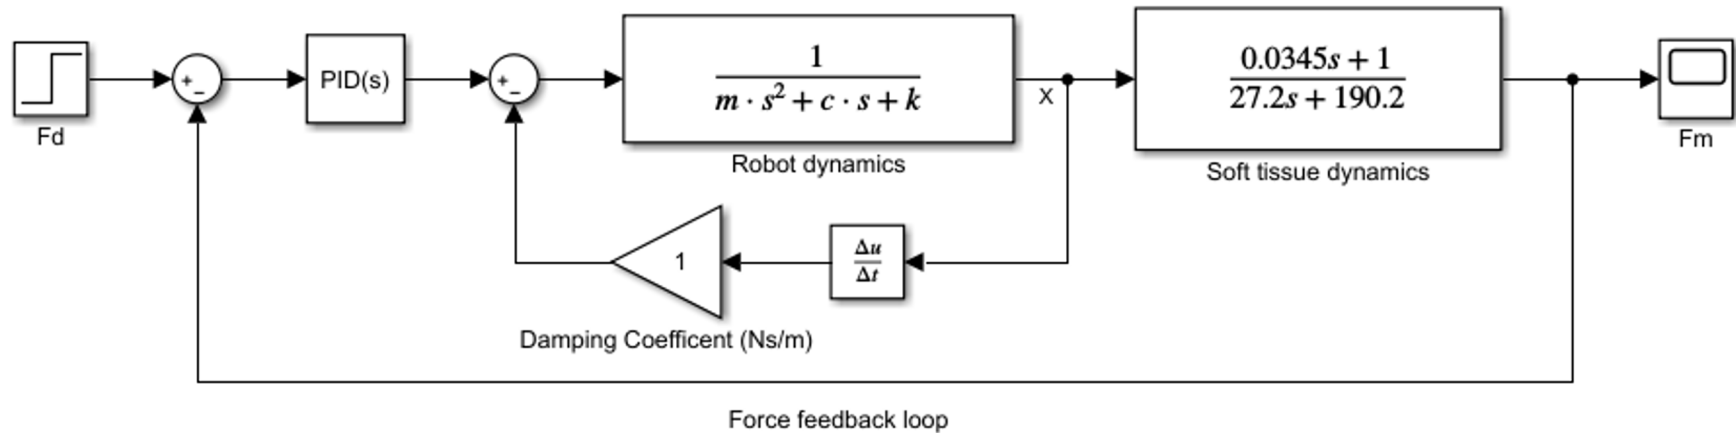 Fd
+
−
PID(s)
+
−
1
m · s² + c · s + k
Robot dynamics
X
0.0345s + 1
27.2s + 190.2
Soft tissue dynamics
Fm
1
Δu
Δt
Damping Coefficent (Ns/m)
Force feedback loop